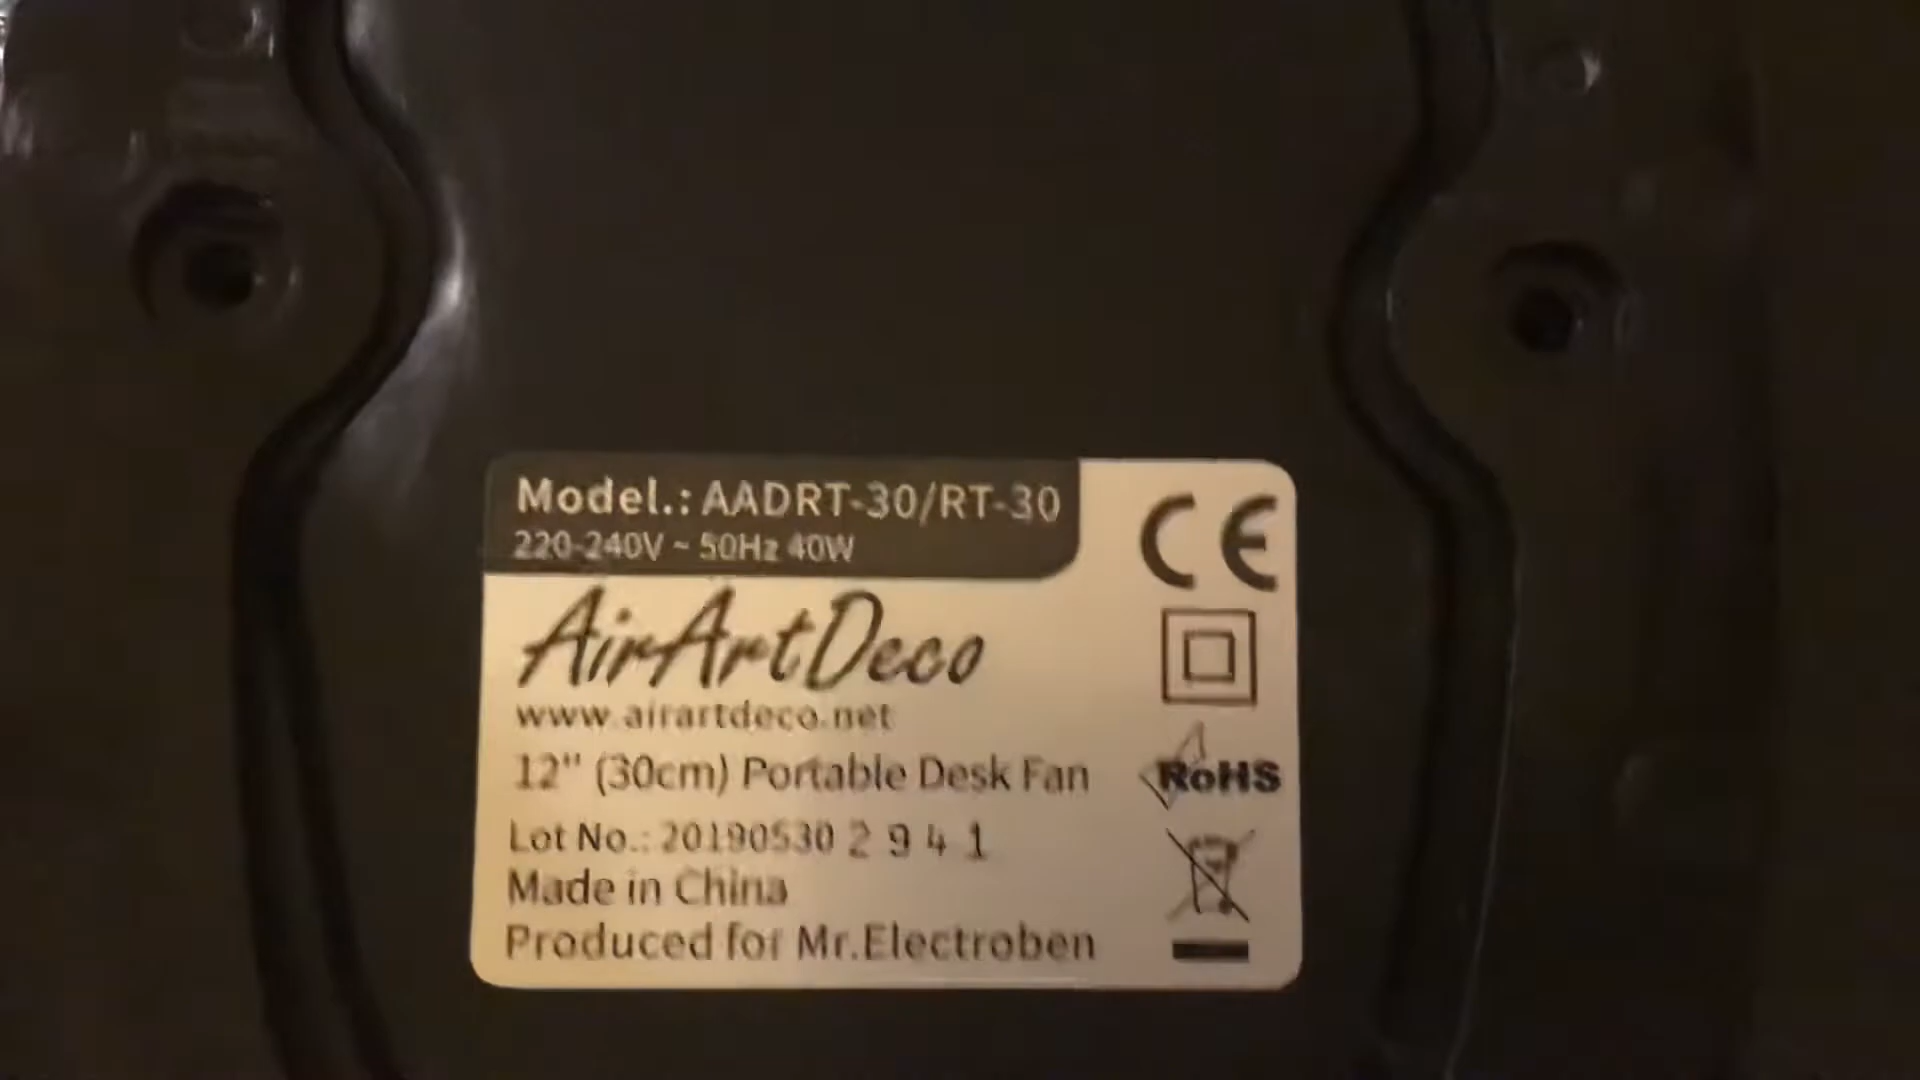 Model.: AADRT-30/RT-30
220-240V ~ 50Hz 40W
CE
AirArtDeco
www.airartdeco.net
12" (30cm) Portable Desk Fan
RoHS
Lot No.: 20190530 2 9 4 1
Made in China
Produced for Mr.Electroben